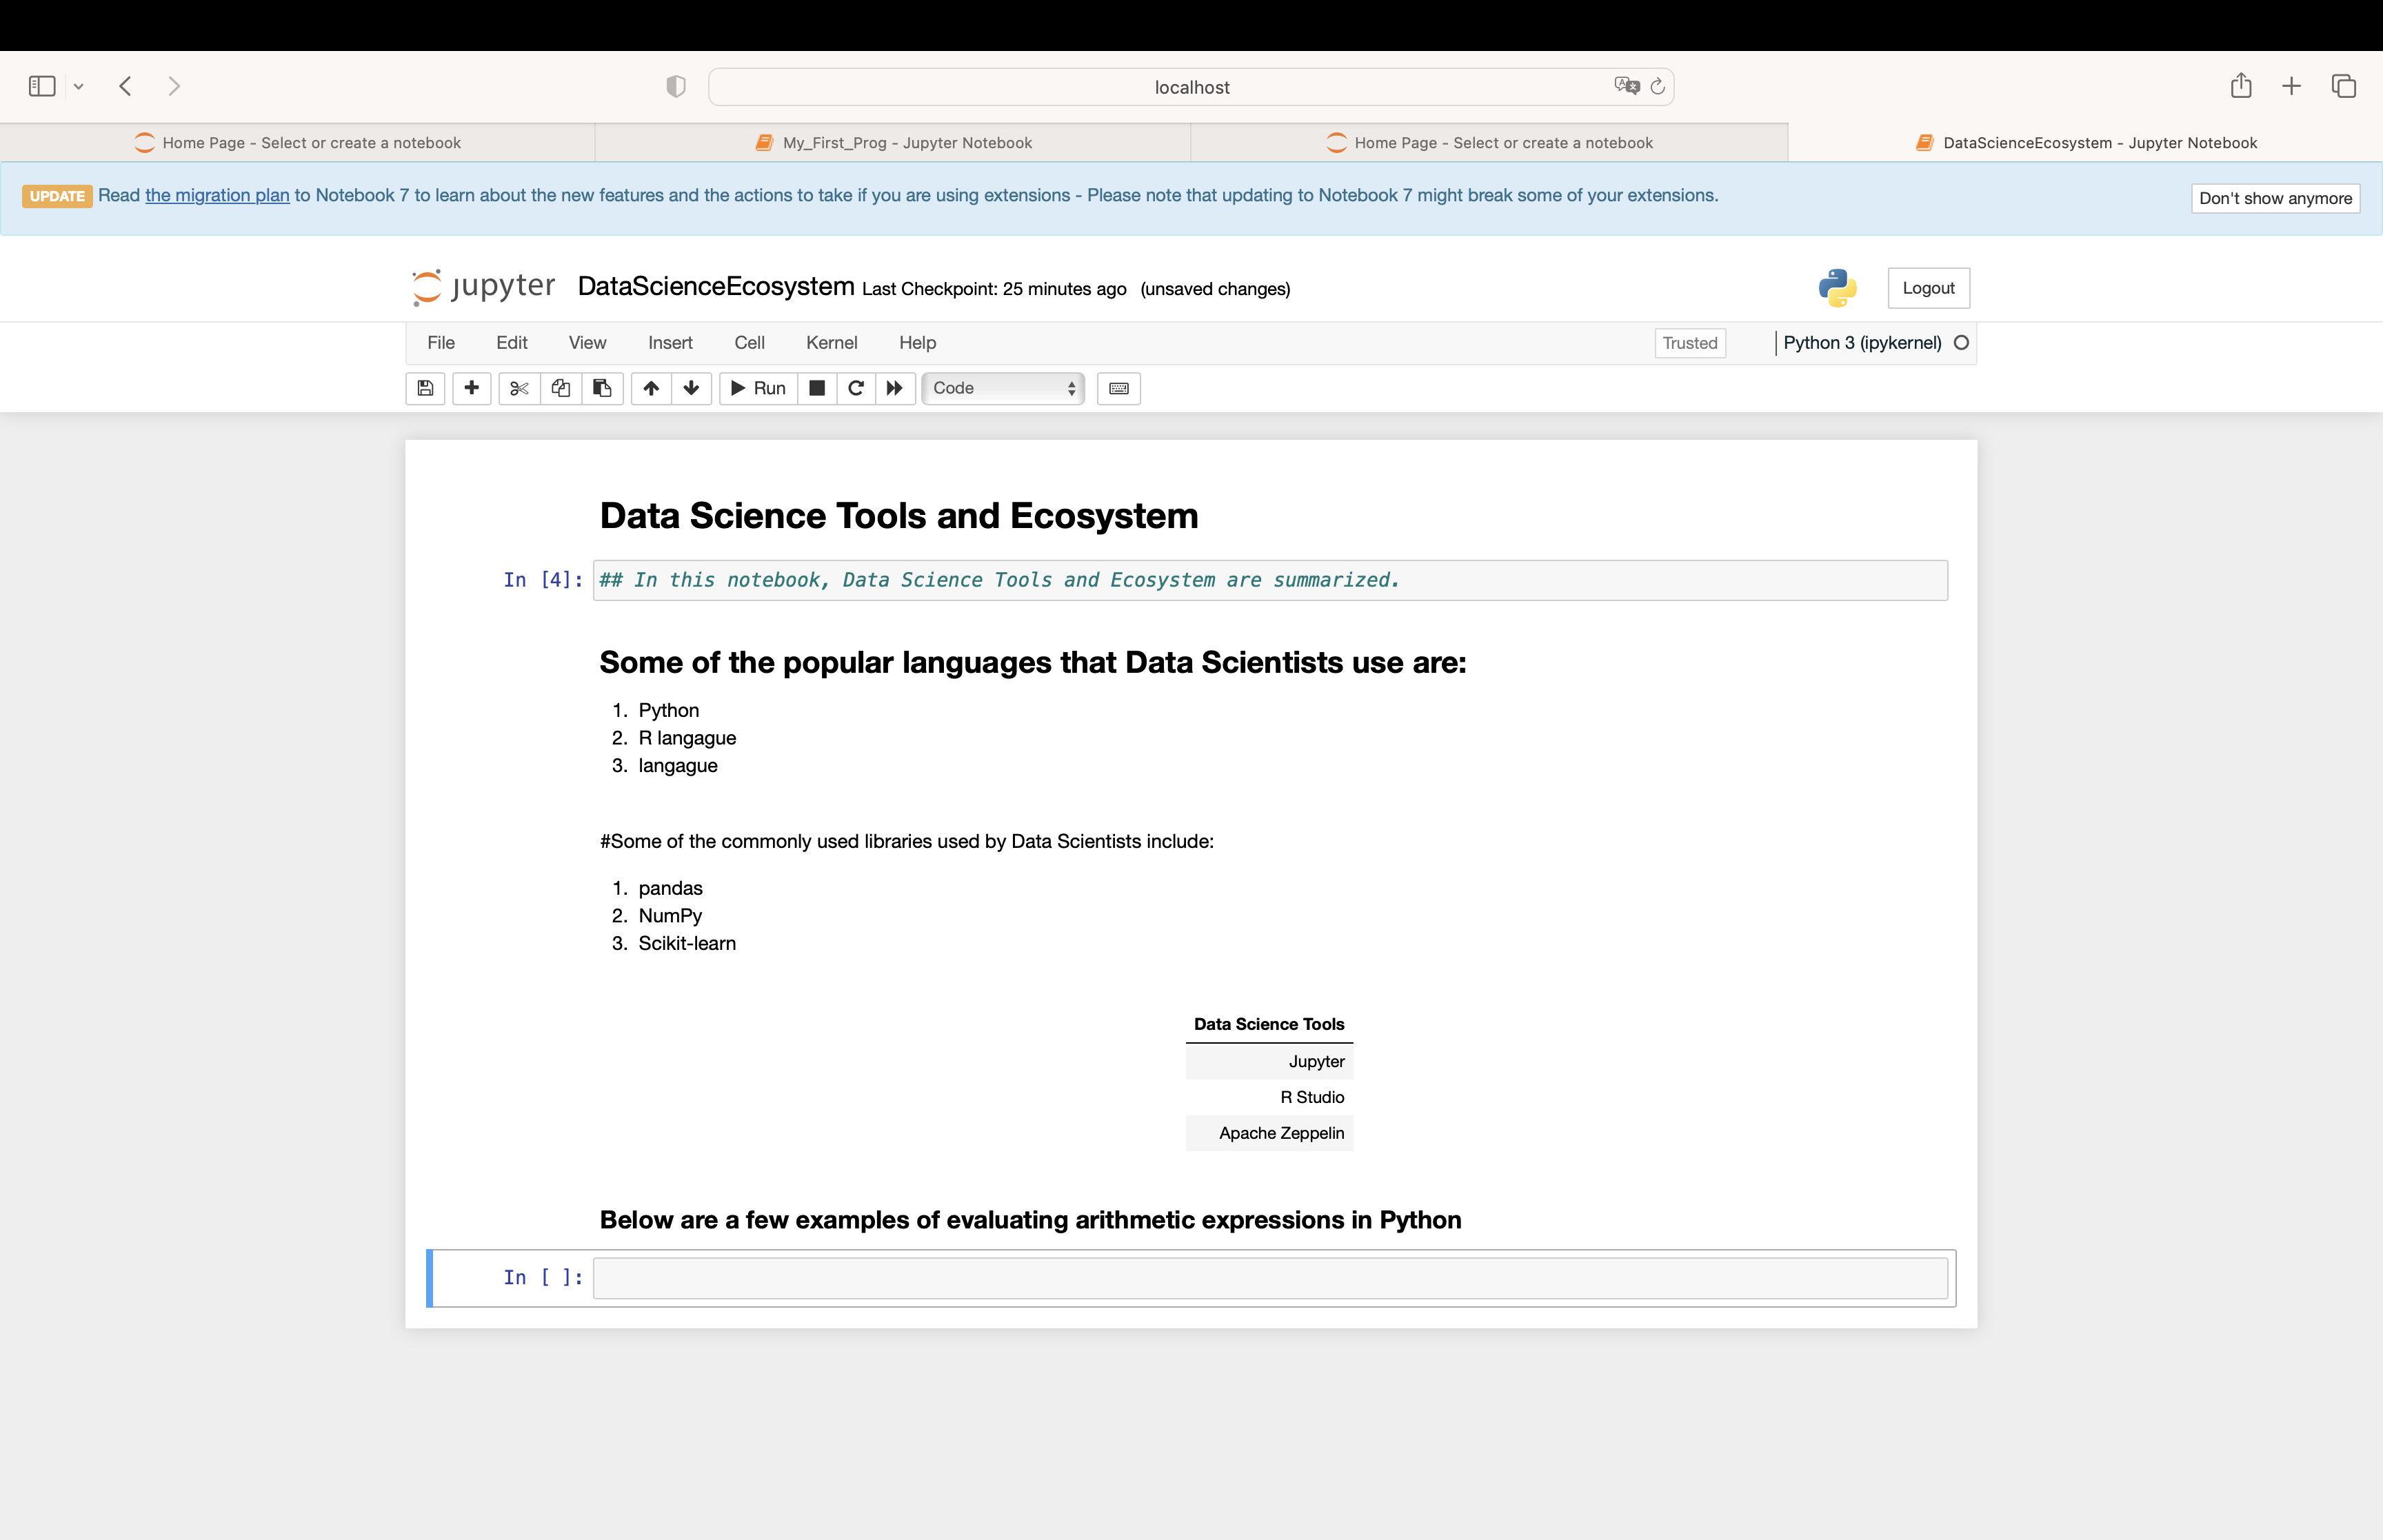 localhost
Home Page - Select or create a notebook
My_First_Prog - Jupyter Notebook
Home Page - Select or create a notebook
DataScienceEcosystem - Jupyter Notebook
UPDATE Read the migration plan to Notebook 7 to learn about the new features and the actions to take if you are using extensions - Please note that updating to Notebook 7 might break some of your extensions.
Don't show anymore
jupyter DataScienceEcosystem Last Checkpoint: 25 minutes ago (unsaved changes)
Logout
File Edit View Insert Cell Kernel Help
Trusted
Python 3 (ipykernel)
Run
Code
Data Science Tools and Ecosystem
In [4]: ## In this notebook, Data Science Tools and Ecosystem are summarized.
Some of the popular languages that Data Scientists use are:
1. Python
2. R langague
3. langague
#Some of the commonly used libraries used by Data Scientists include:
1. pandas
2. NumPy
3. Scikit-learn
Data Science Tools
Jupyter
R Studio
Apache Zeppelin
Below are a few examples of evaluating arithmetic expressions in Python
In [ ]: